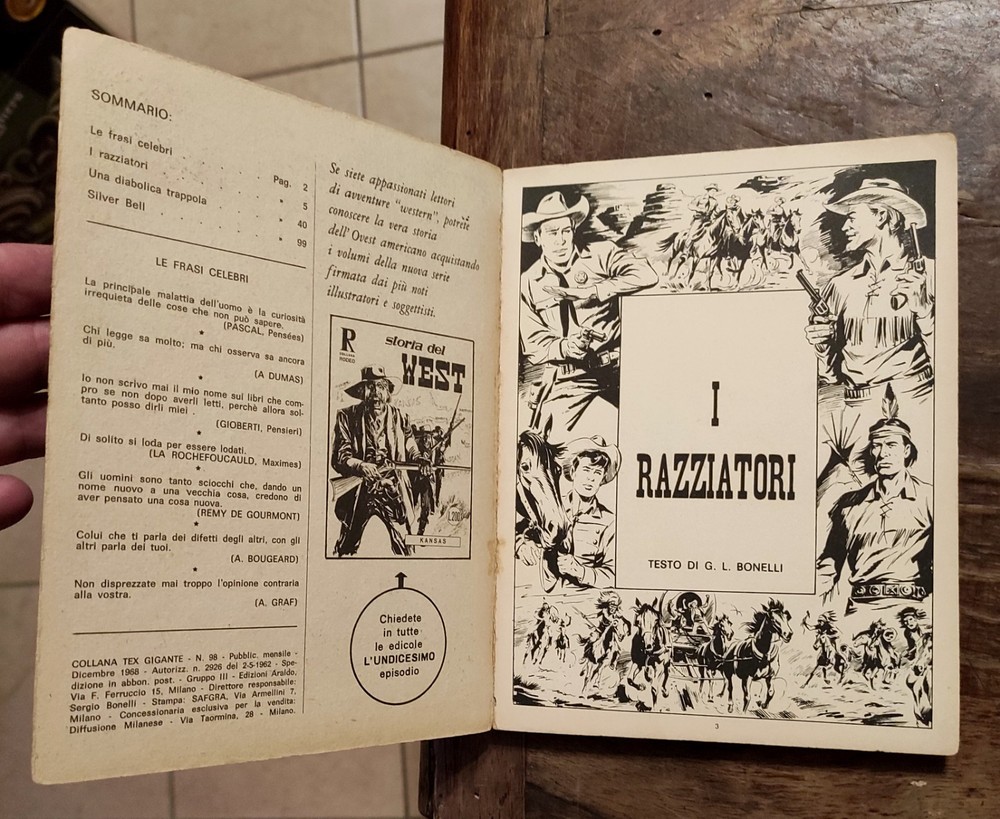 SOMMARIO:
Le frasi celebri . . . . . Pag. 2
I razziatori . . . . . » 5
Una diabolica trappola . . . » 40
Silver Bell . . . . . » 99
LE FRASI CELEBRI
La principale malattia dell'uomo è la curiosità
irrequieta delle cose che non può sapere.
(PASCAL, Pensées)
*
Chi legge sa molto; ma chi osserva sa ancora
di più.
(A DUMAS)
*
Io non scrivo mai il mio nome sui libri che com-
pro se non dopo averli letti, perchè allora sol-
tanto posso dirli miei .
(GIOBERTI, Pensieri)
*
Di solito si loda per essere lodati.
(LA ROCHEFOUCAULD, Maximes)
*
Gli uomini sono tanto sciocchi che, dando un
nome nuovo a una vecchia cosa, credono di
aver pensato una cosa nuova.
(REMY DE GOURMONT)
*
Colui che ti parla dei difetti degli altri, con gli
altri parla dei tuoi.
(A. BOUGEARD)
*
Non disprezzate mai troppo l'opinione contraria
alla vostra.
(A. GRAF)
COLLANA TEX GIGANTE - N. 98 - Pubblic. mensile -
Dicembre 1968 - Autorizz. n. 2926 del 2-5-1962 - Spe-
dizione in abbon. post. - Gruppo III - Edizioni Araldo,
Via F. Ferruccio 15, Milano - Direttore responsabile:
Sergio Bonelli - Stampa: SAFGRA, Via Armellini 7,
Milano - Concessionaria esclusiva per la vendita:
Diffusione Milanese - Via Taormina, 28 - Milano.
Se siete appassionati lettori
di avventure "western", potrete
conoscere la vera storia
dell'Ovest americano acquistando
i volumi della nuova serie
firmata dai più noti
illustratori e soggettisti.
R
COLLANA
RODEO
storia del
WEST
L.200
KANSAS
Chiedete
in tutte
le edicole
L'UNDICESIMO
episodio
I
RAZZIATORI
TESTO DI G. L. BONELLI
3